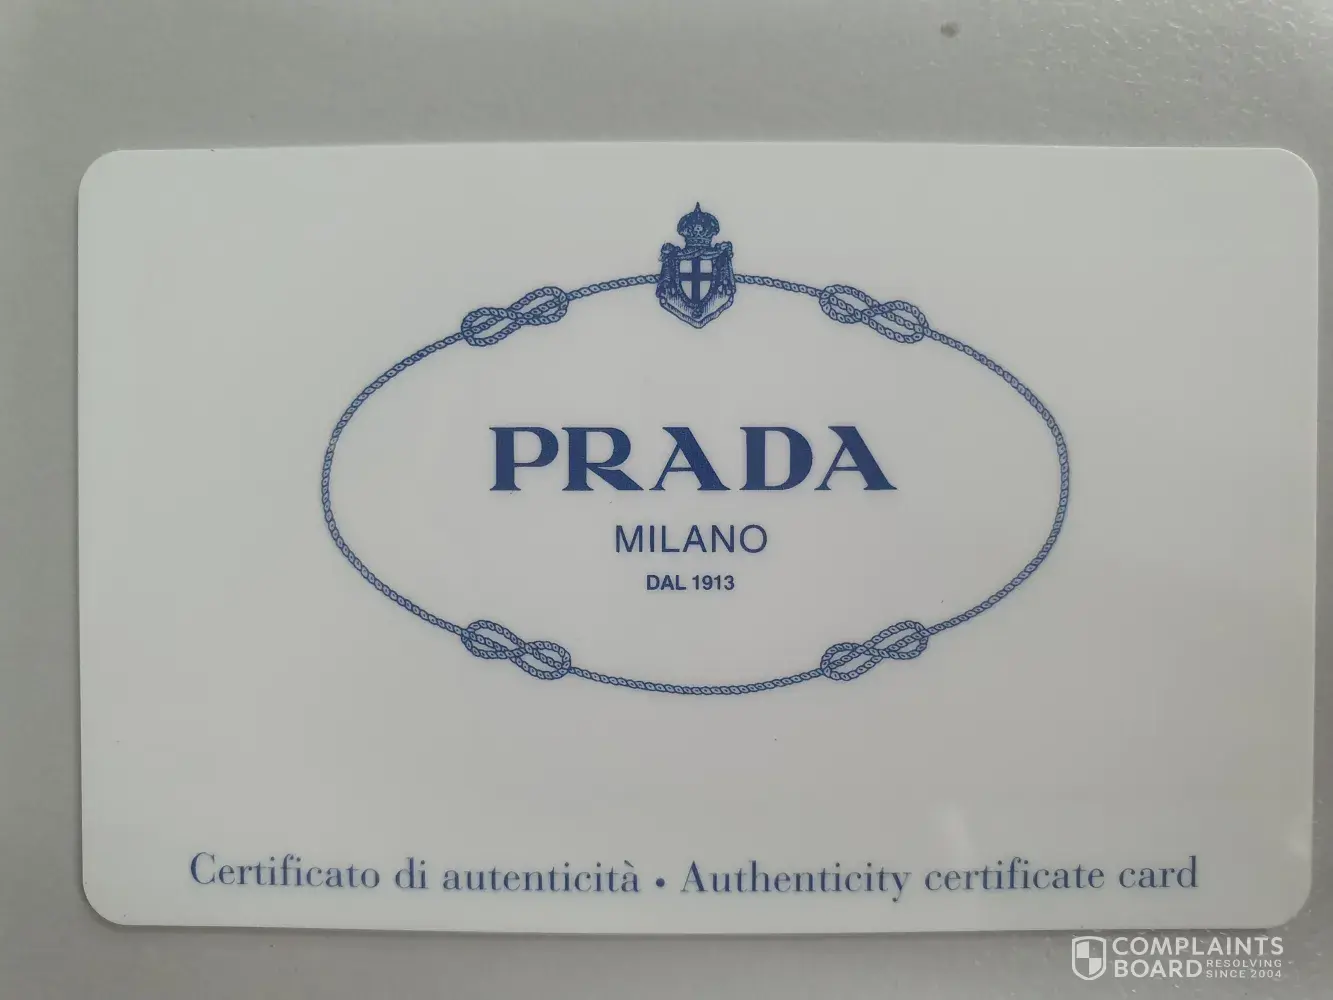 PRADA
MILANO
DAL 1913
Certificato di autenticità • Authenticity certificate card
COMPLAINTS
BOARD RESOLVING
SINCE 2004